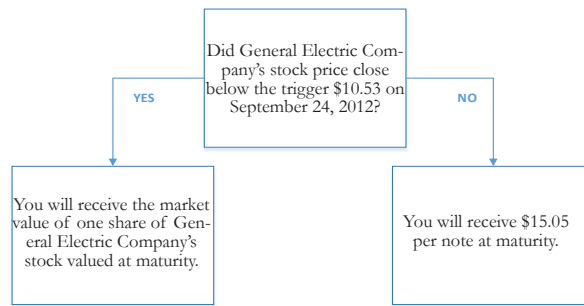 Did General Electric Com-
pany's stock price close
below the trigger $10.53 on
September 24, 2012?
YES
NO
You will receive the market
value of one share of Gen-
eral Electric Company's
stock valued at maturity.
You will receive $15.05
per note at maturity.